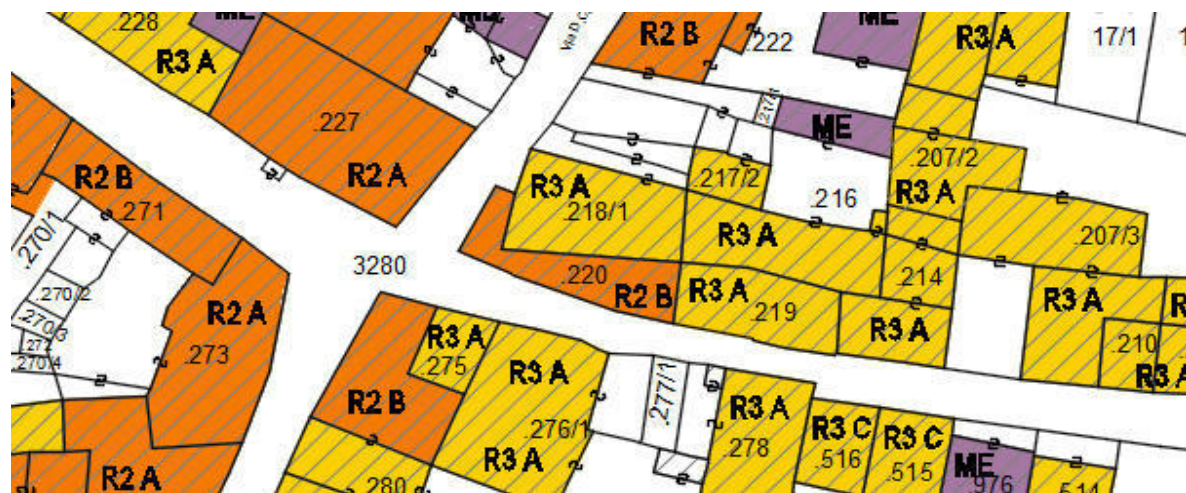 .228
R3 A
ME
R2 B
.222
ME
R3 A
17/1
.227
R2 A
.217/1
ME
.207/2
R3 A
R2 B
.271
R3 A
.218/1
.217/2
.216
R3 A
.207/3
.270/1
3280
.220
R2 B
R3 A
.219
.214
R3 A
R3 A
.270/2
R2 A
.273
.270/3
.272
.270/4
R3 A
.275
R3 A
.210
R3 A
R2 B
.277/1
R3 A
.278
.276/1
R3 A
R3 C
.516
R3 C
.515
ME
.976
R2 A
.280
.514